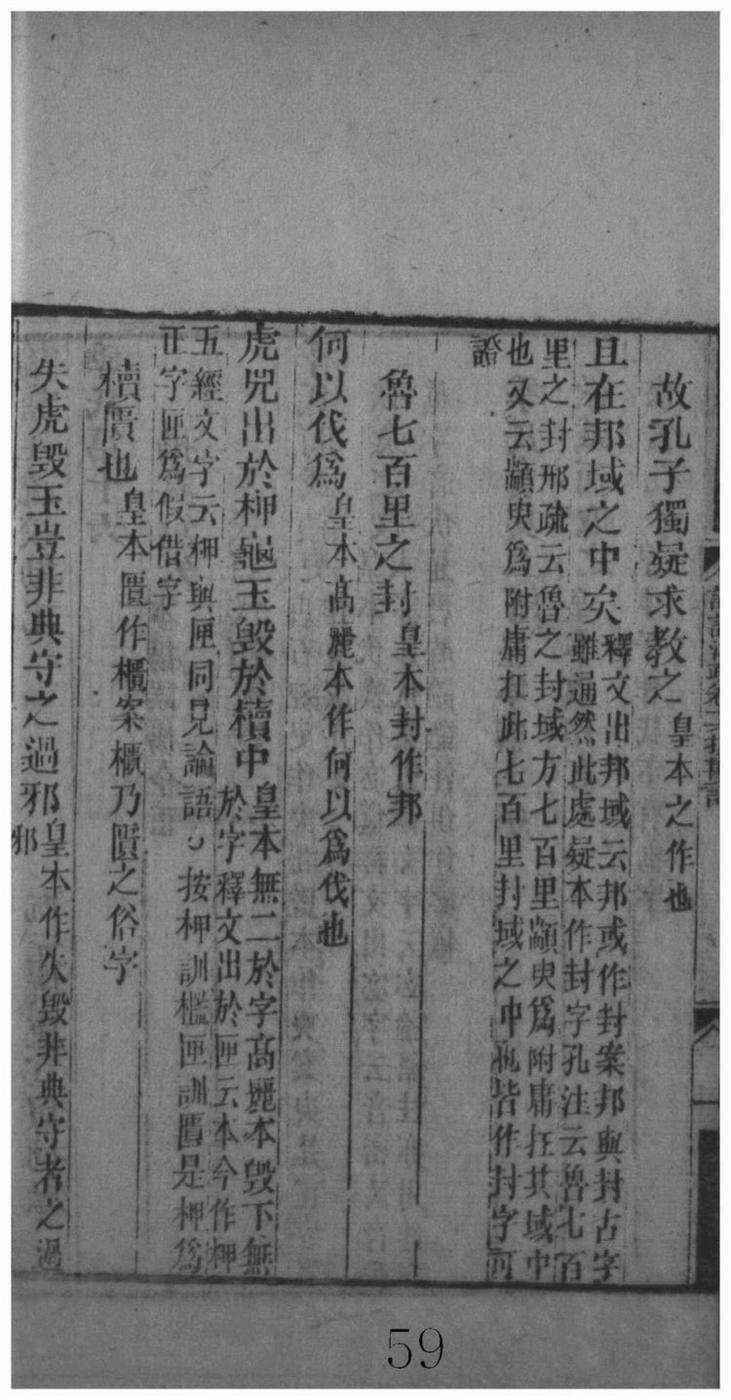 故孔子獨疑求教之皇本之作也
且在邦域之中矣釋文出邦域云邦或作封案邦與封古字
雖通然此處疑本作封字孔注云魯七百
里之封邢疏云魯之封域方七百里顓臾爲附庸在其域中
也又云顓臾爲附庸在此七百里封域之中並皆作封字可
證
魯七百里之封皇本封作邦
何以伐爲皇本高麗本作何以爲伐也
虎兕出於柙龜玉毀於櫝中皇本無二於字高麗本毀下無
於字釋文出於匣云本今作柙
五經文字云柙與匣同見論語○按柙訓檻匣訓匱是柙爲
正字匣爲假借字
櫝匱也皇本匱作櫃案櫃乃匱之俗字
失虎毀玉豈非典守之過邪皇本作失毀非典守者之過
邪
59